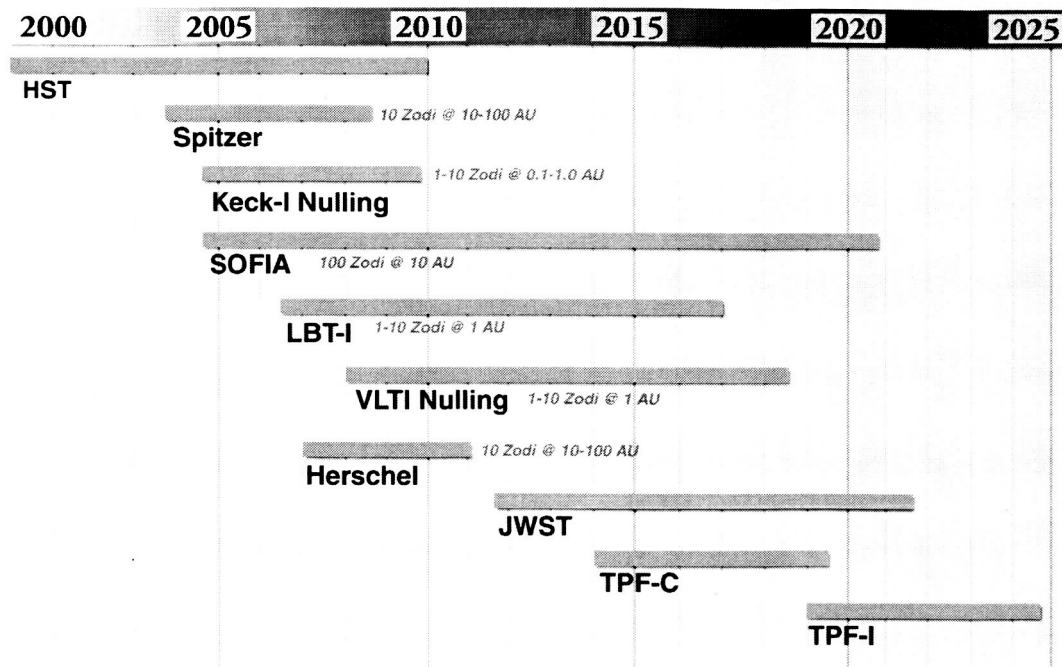 2000 2005 2010 2015 2020 2025
HST
10 Zodi @ 10-100 AU
Spitzer
1-10 Zodi @ 0.1-1.0 AU
Keck-I Nulling
SOFIA 100 Zodi @ 10 AU
LBT-I 1-10 Zodi @ 1 AU
VLTI Nulling 1-10 Zodi @ 1 AU
10 Zodi @ 10-100 AU
Herschel
JWST
TPF-C
TPF-I